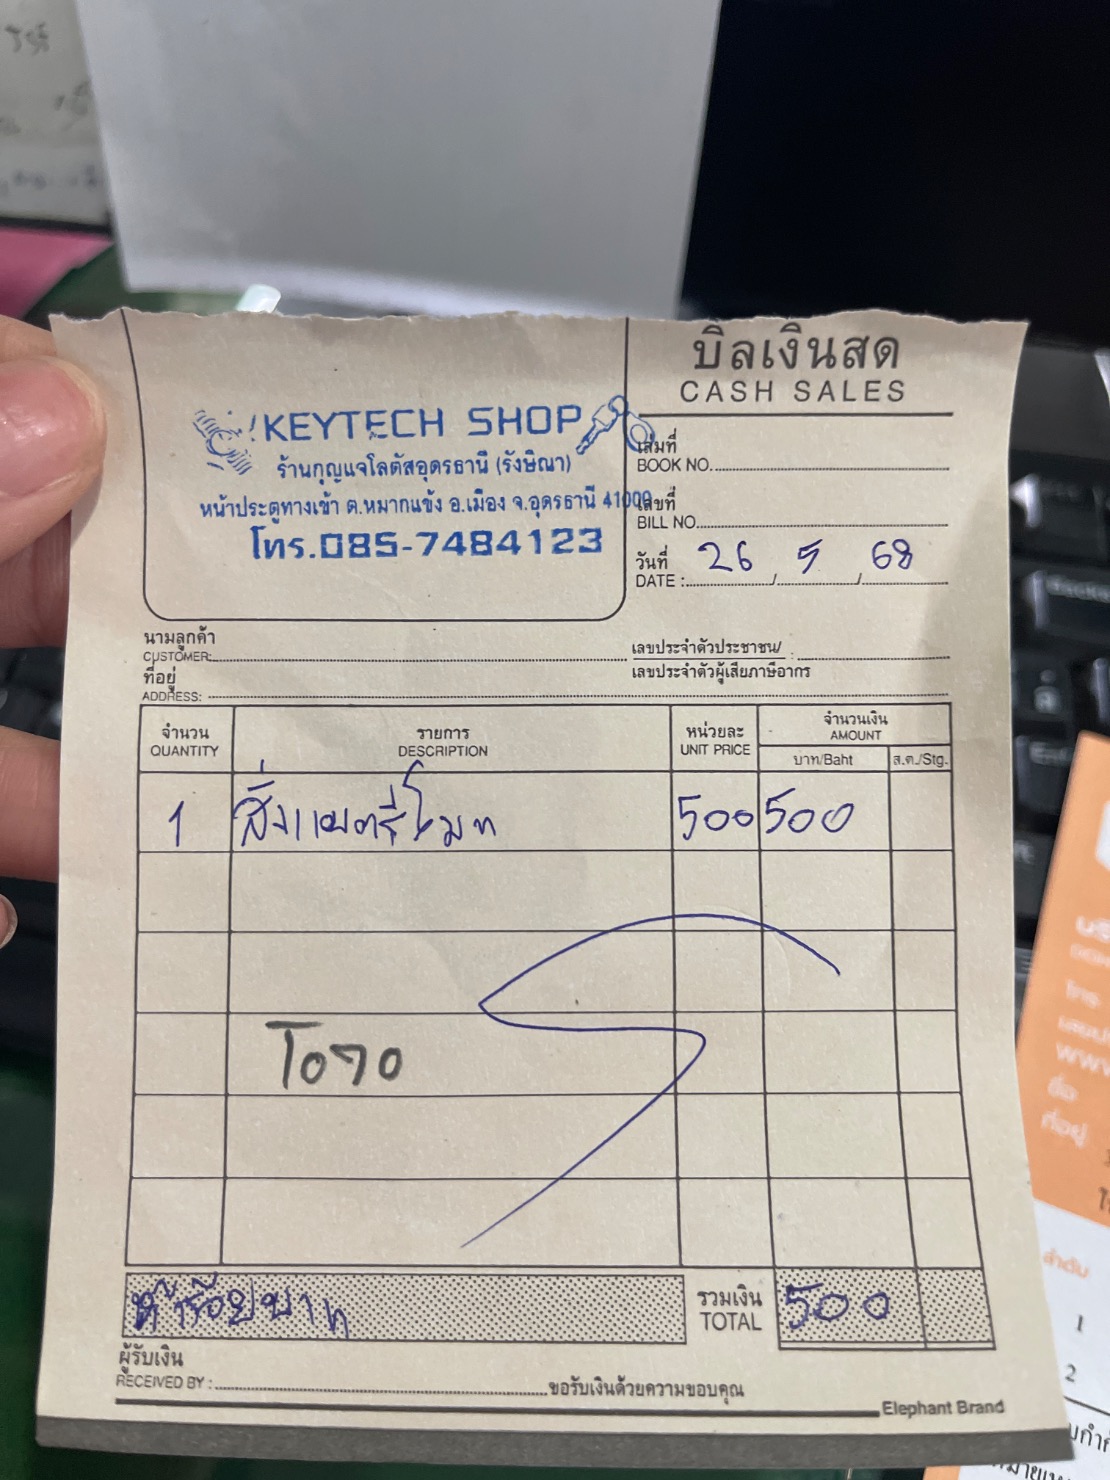 บิลเงินสด
CASH SALES
KEYTECH SHOP
ร้านกุญแจโลตัสอุดรธานี (รังษิณา)
หน้าประตูทางเข้า ต.หมากแข้ง อ.เมือง จ.อุดรธานี 41000
โทร.085-7484123
เล่มที่
BOOK NO.
เลขที่
BILL NO.
วันที่
DATE : 26 / 5 / 68
นามลูกค้า
CUSTOMER:
เลขประจำตัวประชาชน/
เลขประจำตัวผู้เสียภาษีอากร
ที่อยู่
ADDRESS:
จำนวน รายการ หน่วยละ จำนวนเงิน
QUANTITY DESCRIPTION UNIT PRICE AMOUNT
บาท/Baht ส.ต./Stg.
1 รีโมท 500 500
ห้าร้อยบาท รวมเงิน 500
TOTAL
ผู้รับเงิน
RECEIVED BY : ขอรับเงินด้วยความขอบคุณ
Elephant Brand
ลำดับ
1
2